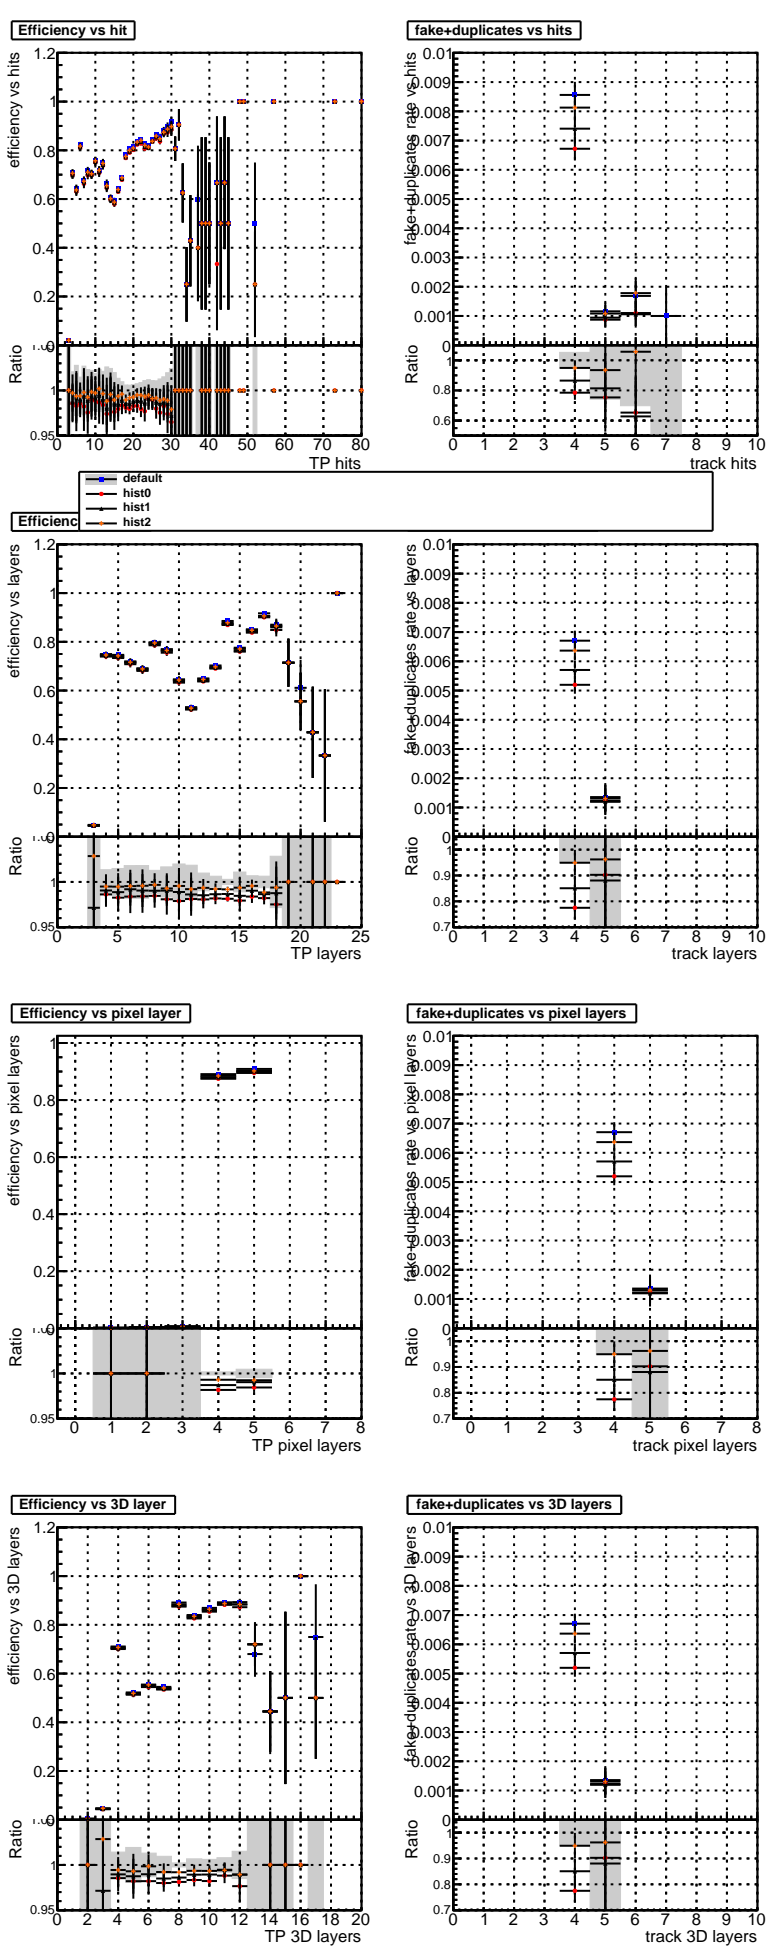 Efficiency vs hit
fake+duplicates vs hits
efficiency vs hits
1.2
1
0.8
0.6
0.4
0.2
Ratio
1
0.95
0 10 20 30 40 50 60 70 80
TP hits
fake+duplicates rate vs hits
0.01
0.009
0.008
0.007
0.006
0.005
0.004
0.003
0.002
0.001
0
Ratio
1
0.8
0.6
0 1 2 3 4 5 6 7 8 9 10
track hits
default
hist0
hist1
hist2
efficiency vs layers
1.2
1
0.8
0.6
0.4
0.2
Ratio
1
0.95
0 5 10 15 20 25
TP layers
fake+duplicates rate vs layers
0.01
0.009
0.008
0.007
0.006
0.005
0.004
0.003
0.002
0.001
0
Ratio
1
0.9
0.8
0.7
0 1 2 3 4 5 6 7 8 9 10
track layers
Efficiency vs pixel layer
fake+duplicates vs pixel layers
efficiency vs pixel layers
1
0.8
0.6
0.4
0.2
Ratio
1
0.95
0 1 2 3 4 5 6 7 8
TP pixel layers
fake+duplicates rate vs pixel layers
0.01
0.009
0.008
0.007
0.006
0.005
0.004
0.003
0.002
0.001
0
Ratio
1
0.9
0.8
0.7
0 1 2 3 4 5 6 7 8
track pixel layers
Efficiency vs 3D layer
fake+duplicates vs 3D layers
efficiency vs 3D layers
1.2
1
0.8
0.6
0.4
0.2
Ratio
1
0.95
0 2 4 6 8 10 12 14 16 18 20
TP 3D layers
fake+duplicates rate vs 3D layers
0.01
0.009
0.008
0.007
0.006
0.005
0.004
0.003
0.002
0.001
0
Ratio
1
0.9
0.8
0.7
0 1 2 3 4 5 6 7 8 9 10
track 3D layers